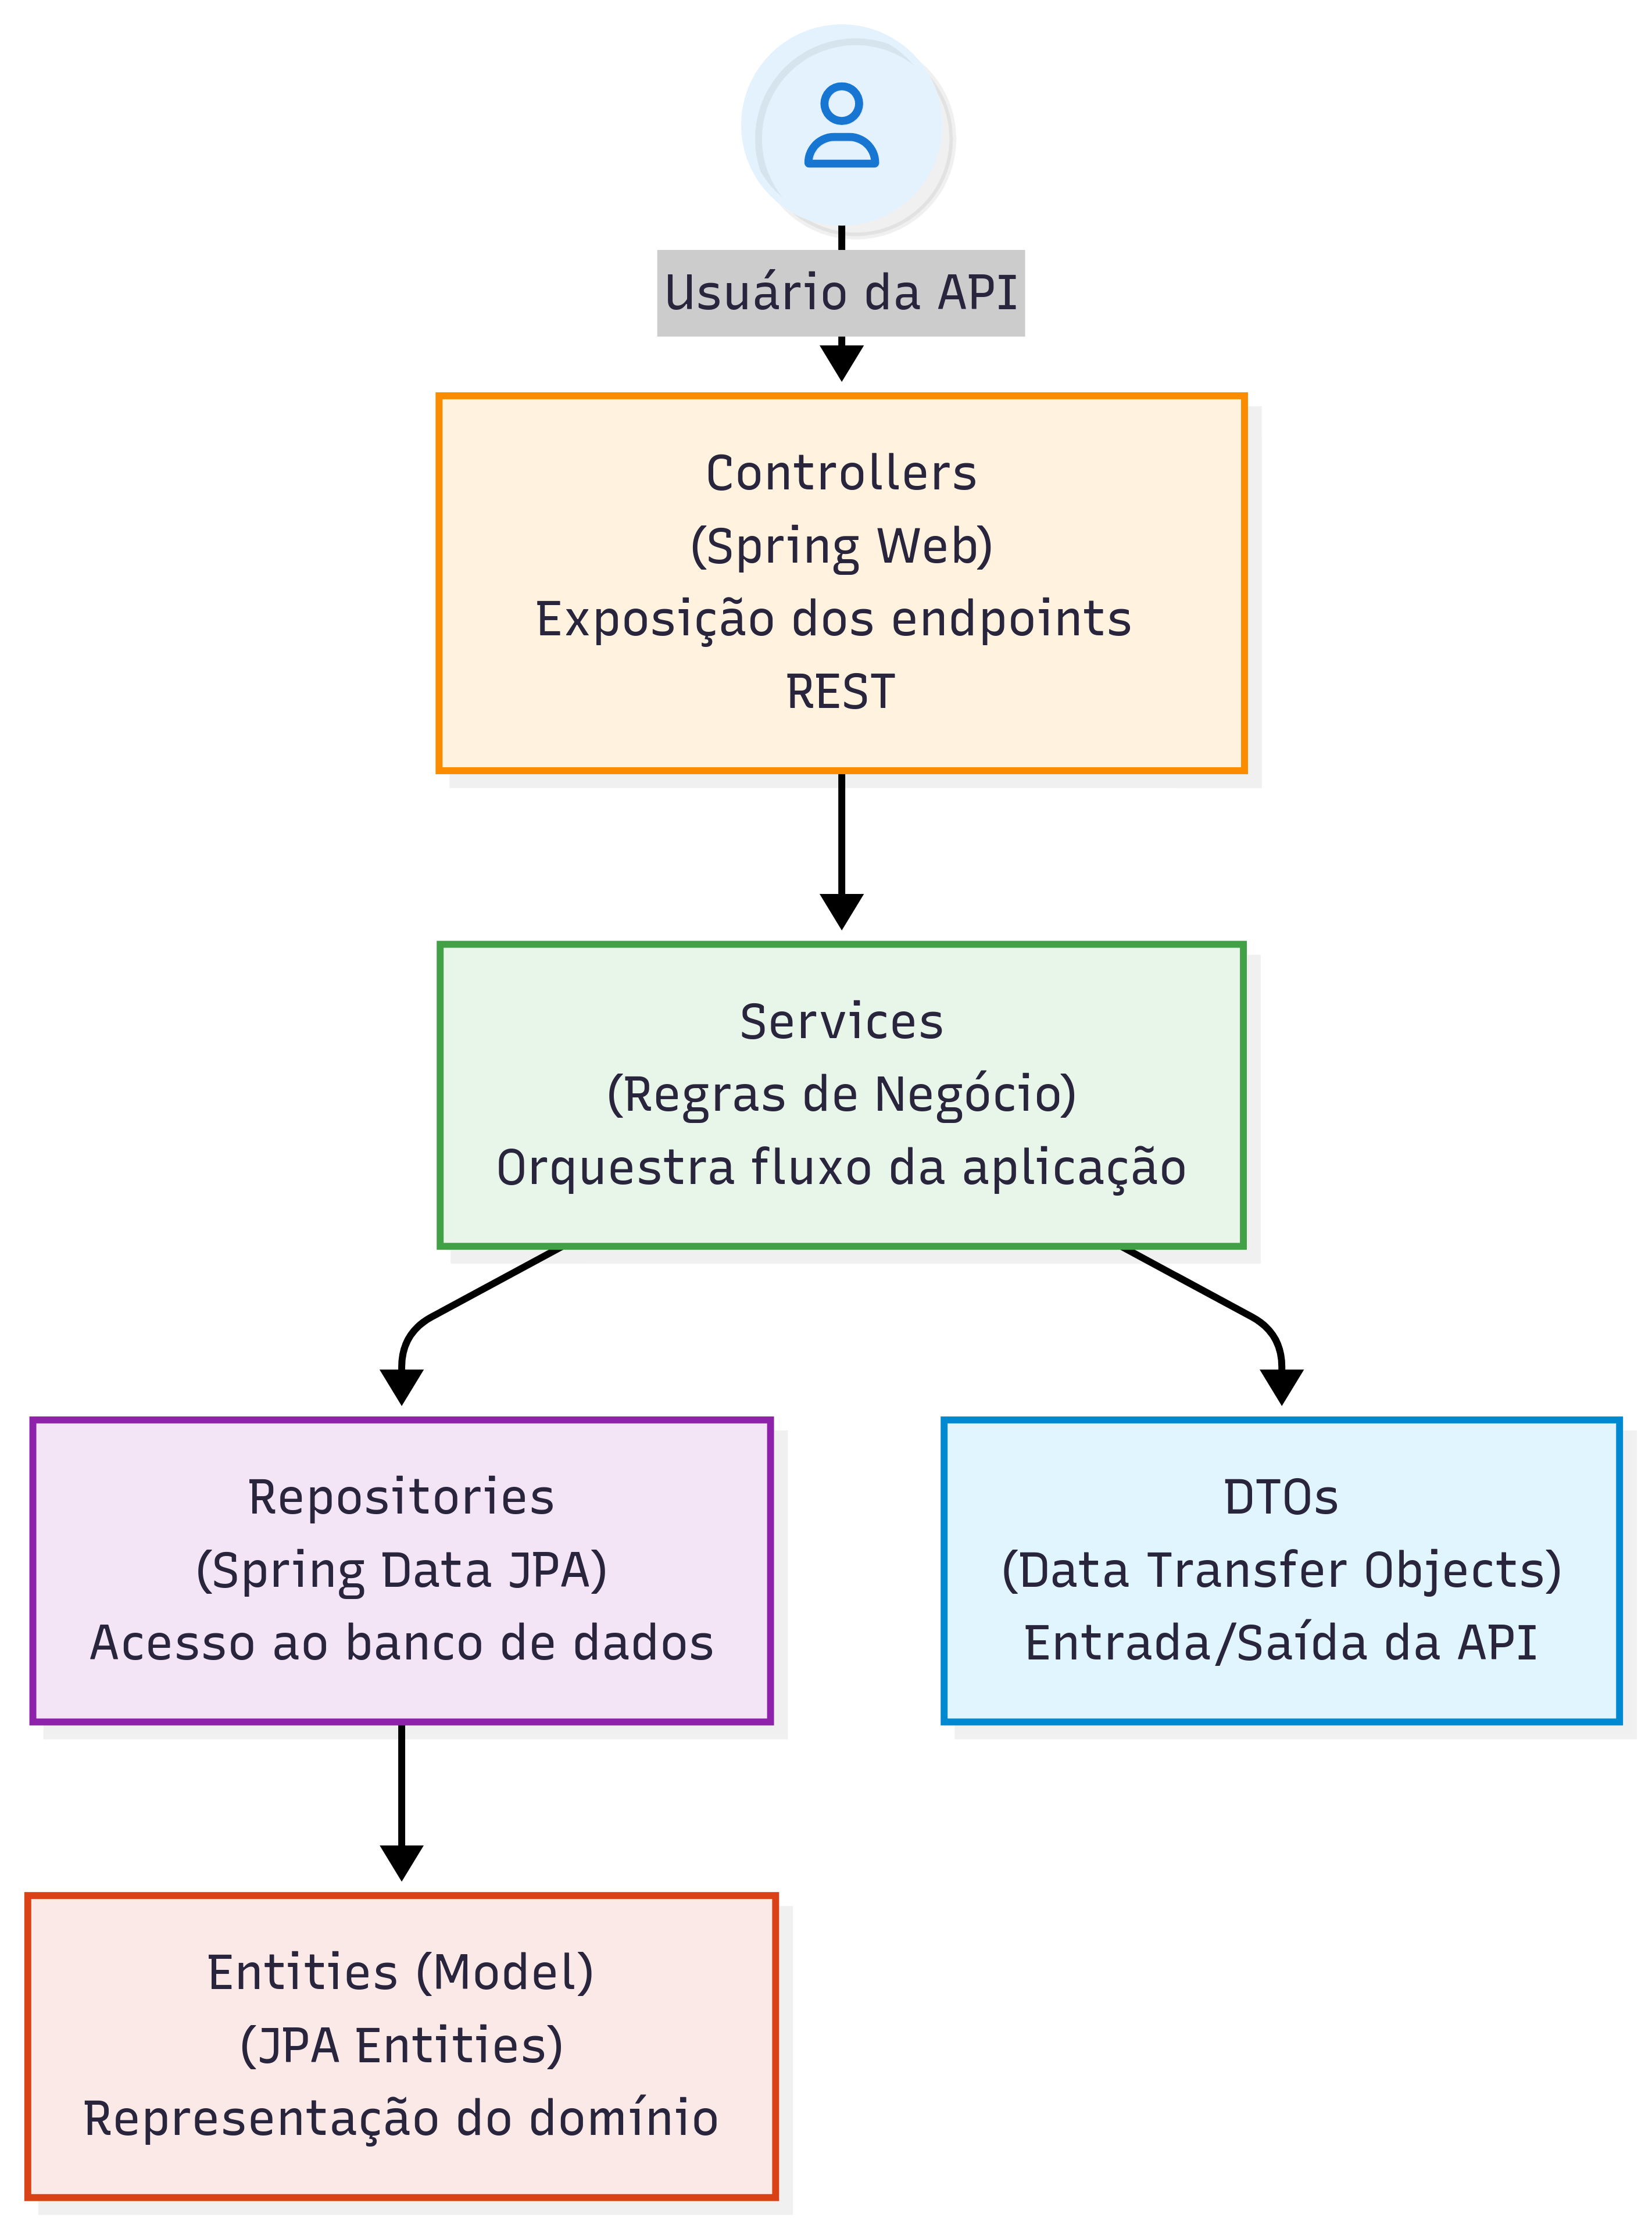 Usuário da API
Controllers
(Spring Web)
Exposição dos endpoints
REST
Services
(Regras de Negócio)
Orquestra fluxo da aplicação
Repositories
(Spring Data JPA)
Acesso ao banco de dados
DTOs
(Data Transfer Objects)
Entrada/Saída da API
Entities (Model)
(JPA Entities)
Representação do domínio